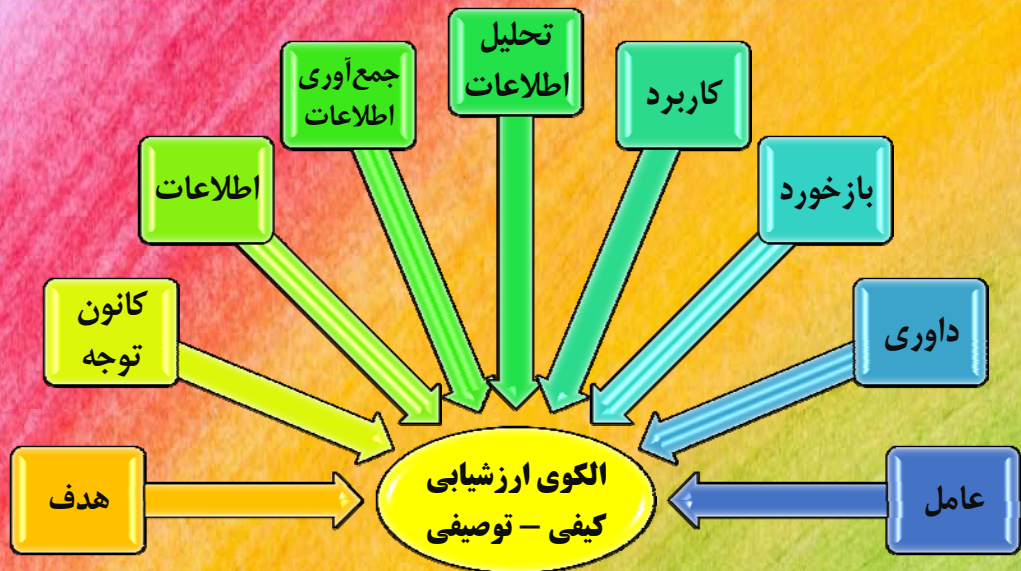 تحلیل
اطلاعات
جمع‌آوری
اطلاعات
کاربرد
اطلاعات
بازخورد
کانون
توجه
داوری
هدف
الگوی ارزشیابی
کیفی – توصیفی
عامل